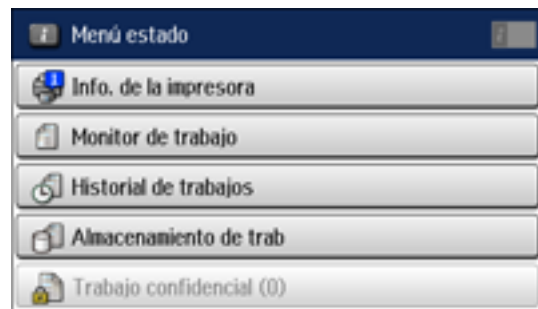 Menú estado
Info. de la impresora
Monitor de trabajo
Historial de trabajos
Almacenamiento de trab
Trabajo confidencial (0)